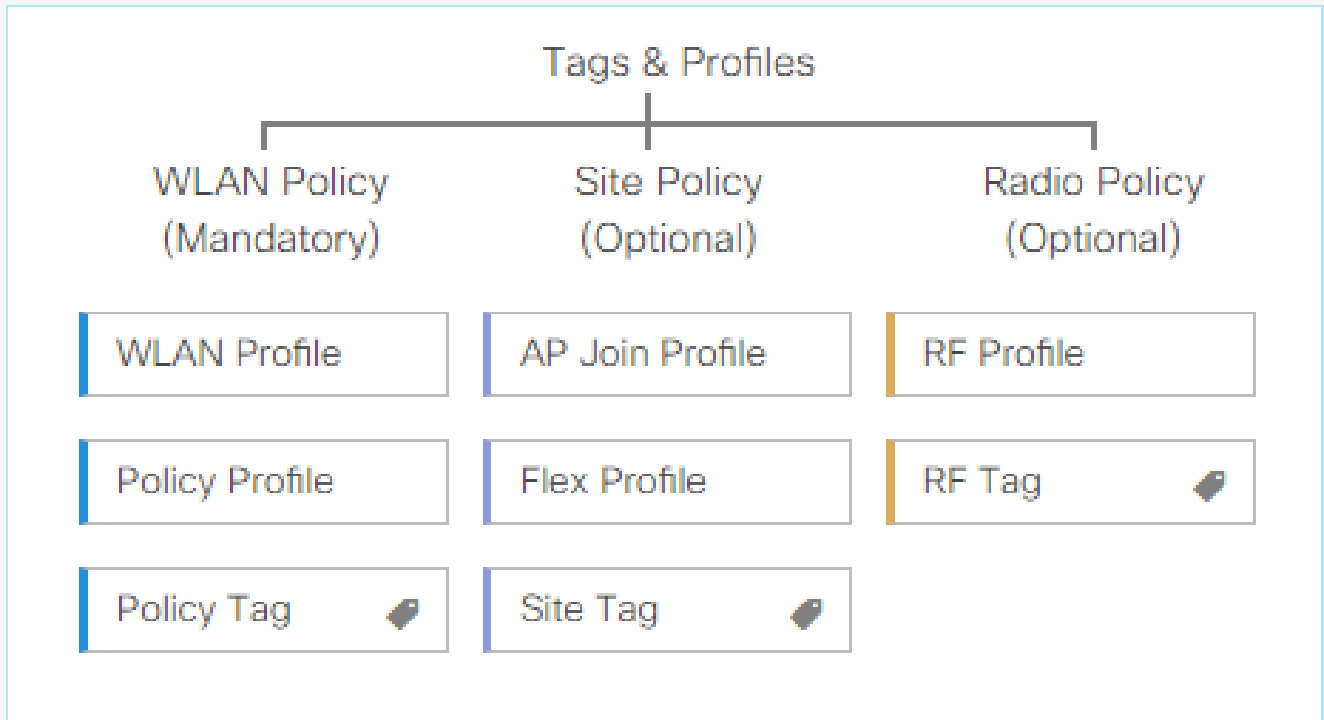 Tags & Profiles
WLAN Policy
(Mandatory)
Site Policy
(Optional)
Radio Policy
(Optional)
WLAN Profile
AP Join Profile
RF Profile
Policy Profile
Flex Profile
RF Tag
Policy Tag
Site Tag